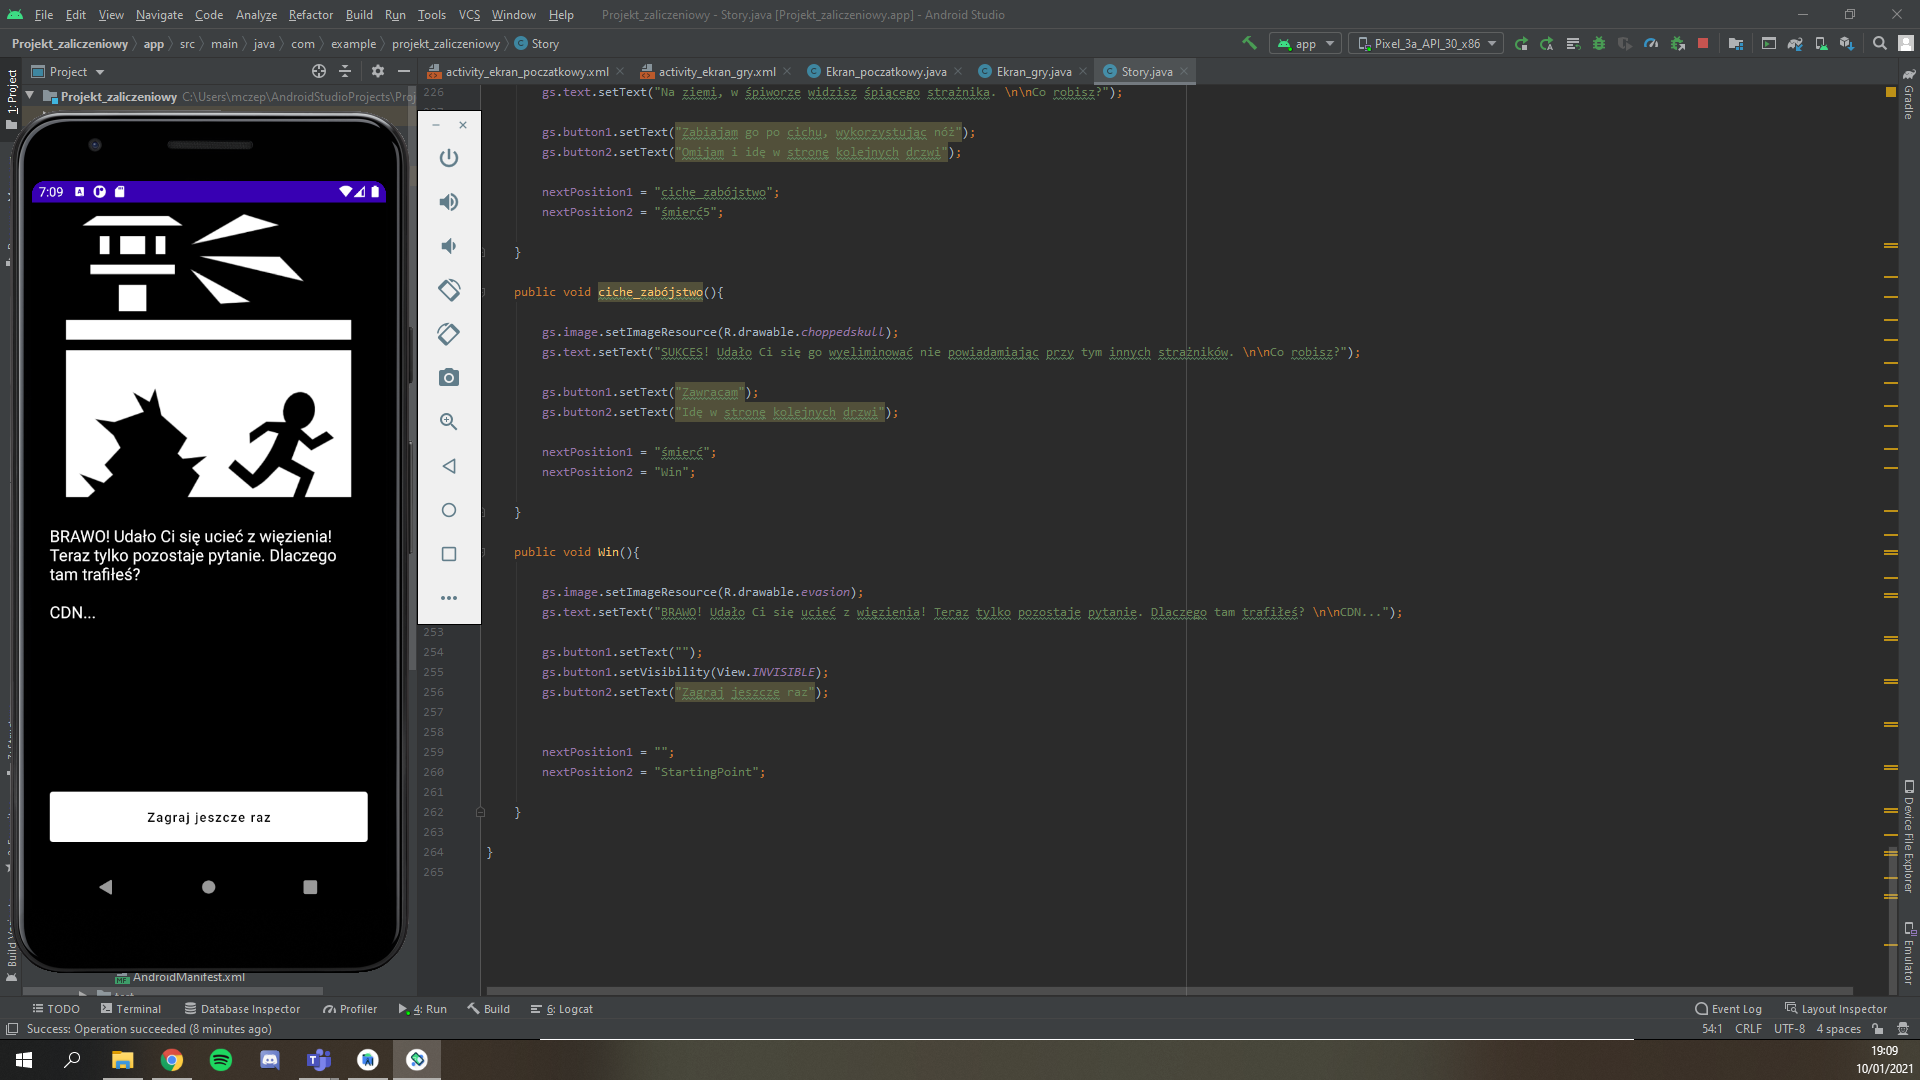 File Edit View Navigate Code Analyze Refactor Build Run Tools VCS Window Help Projekt_zaliczeniowy - Story.java [Projekt_zaliczeniowy.app] - Android Studio
Projekt_zaliczeniowy app src main java com example projekt_zaliczeniowy Story
app Pixel_3a_API_30_x86
1: Project
Project
activity_ekran_poczatkowy.xml activity_ekran_gry.xml Ekran_poczatkowy.java Ekran_gry.java Story.java
Gradle
Projekt_zaliczeniowy C:\Users\mczep\AndroidStudioProjects\Proj
7:09
BRAWO! Udało Ci się ucieć z więzienia!
Teraz tylko pozostaje pytanie. Dlaczego
tam trafiłeś?
CDN...
Zagraj jeszcze raz
226 gs.text.setText("Na ziemi, w śpiworze widzisz śpiącego strażnika. \n\nCo robisz?");
gs.button1.setText("Zabiajam go po cichu, wykorzystując nóż");
gs.button2.setText("Omijam i idę w stronę kolejnych drzwi");
nextPosition1 = "ciche_zabójstwo";
nextPosition2 = "śmierć5";
}
public void ciche_zabójstwo(){
gs.image.setImageResource(R.drawable.choppedskull);
gs.text.setText("SUKCES! Udało Ci się go wyeliminować nie powiadamiając przy tym innych strażników. \n\nCo robisz?");
gs.button1.setText("Zawracam");
gs.button2.setText("Idę w stronę kolejnych drzwi");
nextPosition1 = "śmierć";
nextPosition2 = "Win";
}
public void Win(){
gs.image.setImageResource(R.drawable.evasion);
gs.text.setText("BRAWO! Udało Ci się ucieć z więzienia! Teraz tylko pozostaje pytanie. Dlaczego tam trafiłeś? \n\nCDN...");
253
254 gs.button1.setText("");
255 gs.button1.setVisibility(View.INVISIBLE);
256 gs.button2.setText("Zagraj jeszcze raz");
257
258
259 nextPosition1 = "";
260 nextPosition2 = "StartingPoint";
261
262 }
263
264 }
265
Device File Explorer
Emulator
AndroidManifest.xml
TODO Terminal Database Inspector Profiler 4: Run Build 6: Logcat Event Log Layout Inspector
Success: Operation succeeded (8 minutes ago) 54:1 CRLF UTF-8 4 spaces
19:09
10/01/2021